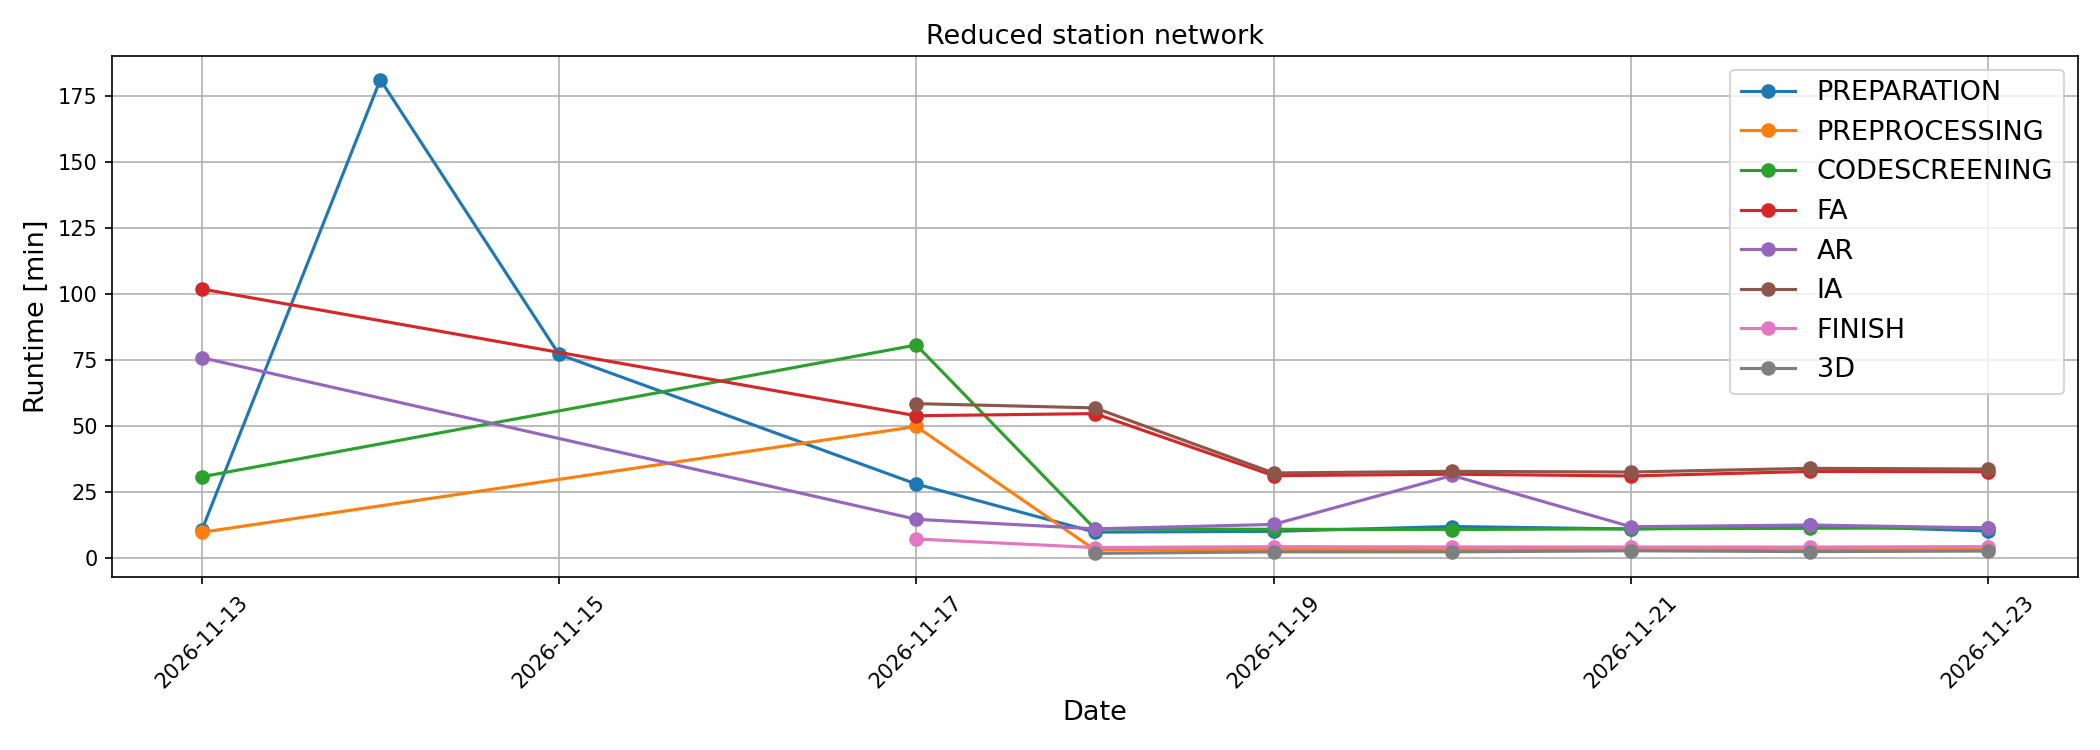 Reduced station network
Runtime [min]
175
150
125
100
75
50
25
0
PREPARATION
PREPROCESSING
CODESCREENING
FA
AR
IA
FINISH
3D
2026-11-13
2026-11-15
2026-11-17
2026-11-19
2026-11-21
2026-11-23
Date